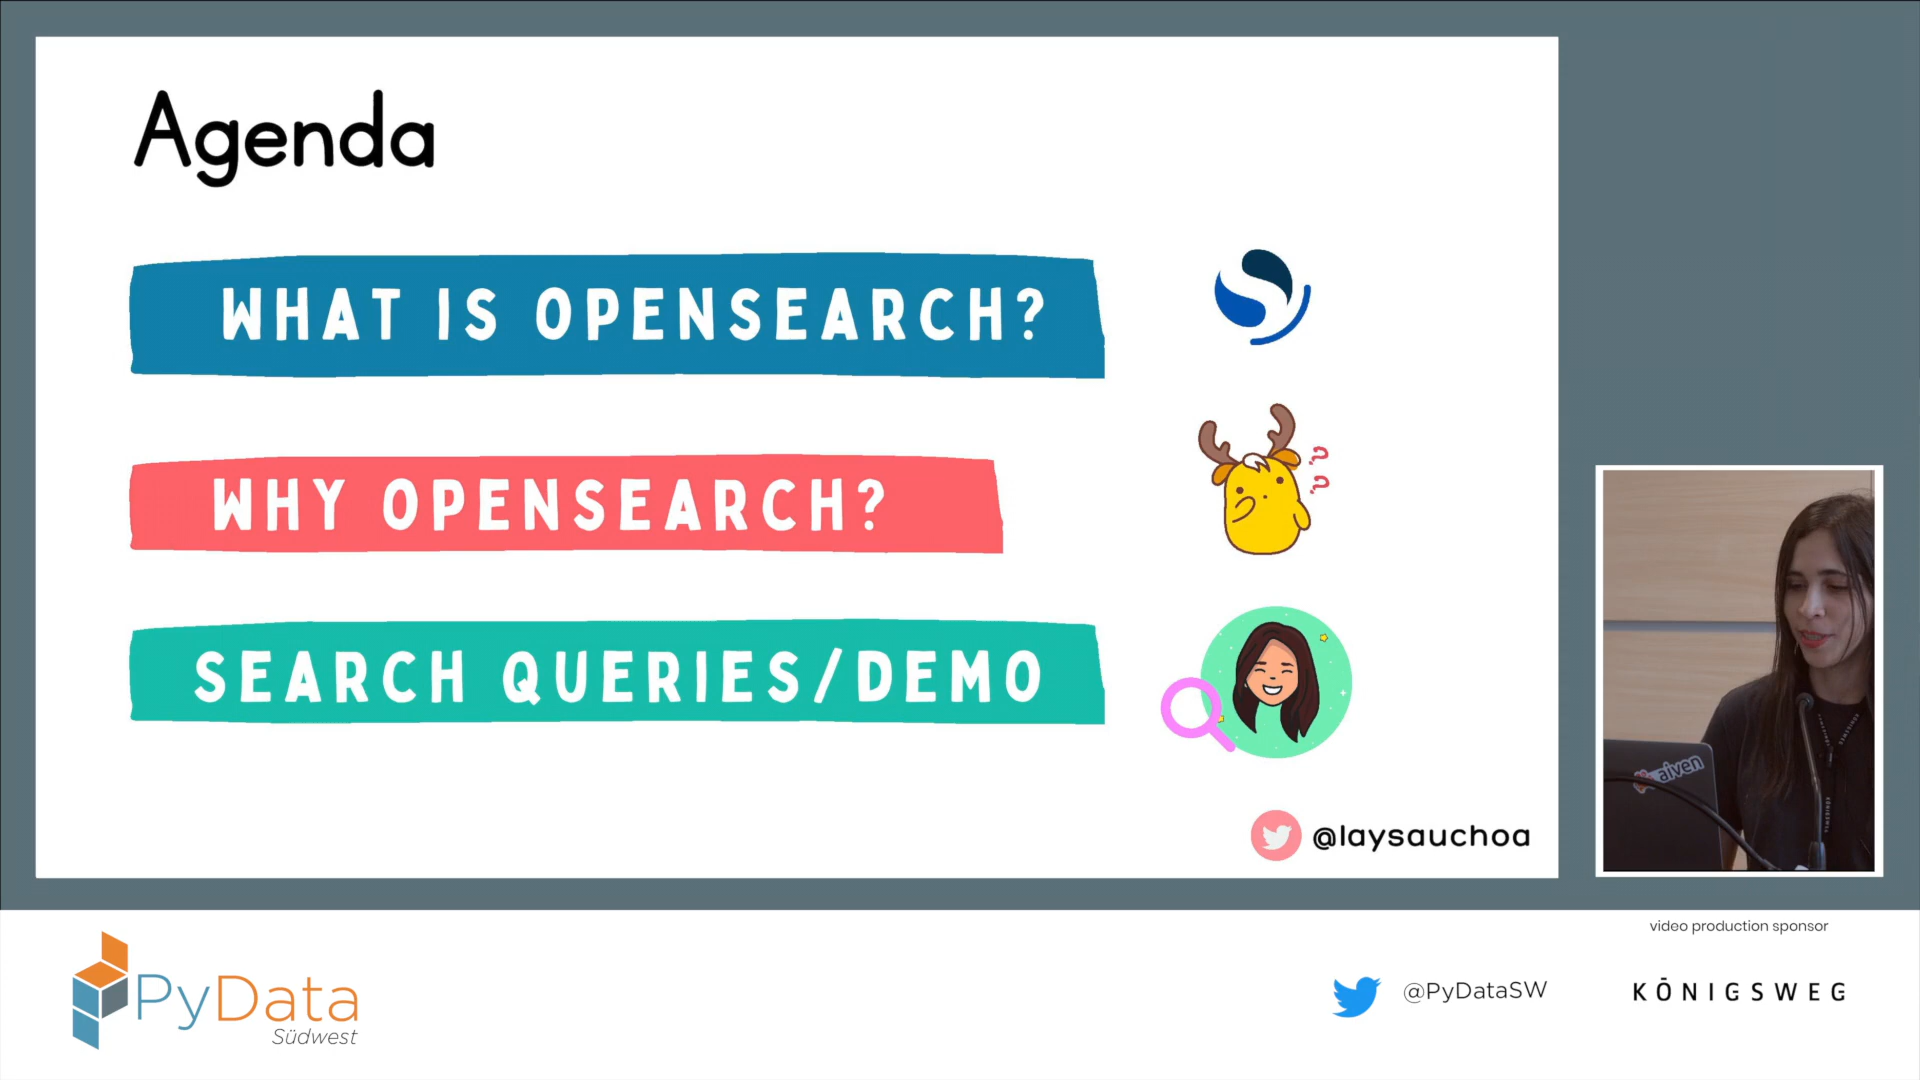 Agenda
WHAT IS OPENSEARCH?
WHY OPENSEARCH?
SEARCH QUERIES/DEMO
@laysauchoa
aiven
video production sponsor
PyData
Südwest
@PyDataSW
KÖNIGSWEG